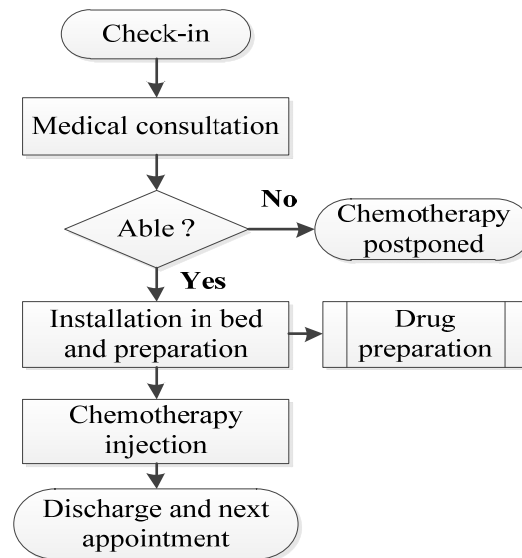 Check-in
Medical consultation
Able ?
No
Chemotherapy
postponed
Yes
Installation in bed
and preparation
Drug
preparation
Chemotherapy
injection
Discharge and next
appointment